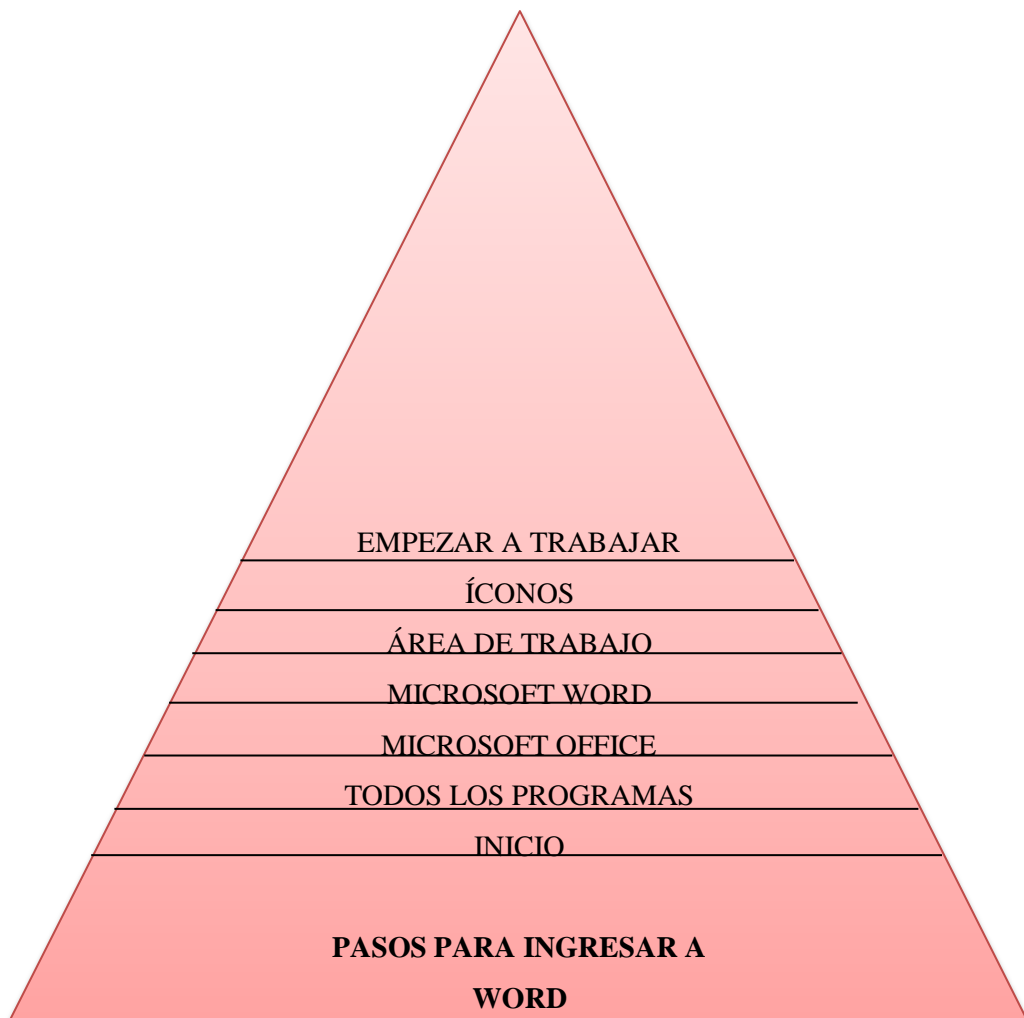 EMPEZAR A TRABAJAR
ÍCONOS
ÁREA DE TRABAJO
MICROSOFT WORD
MICROSOFT OFFICE
TODOS LOS PROGRAMAS
INICIO
PASOS PARA INGRESAR A
WORD